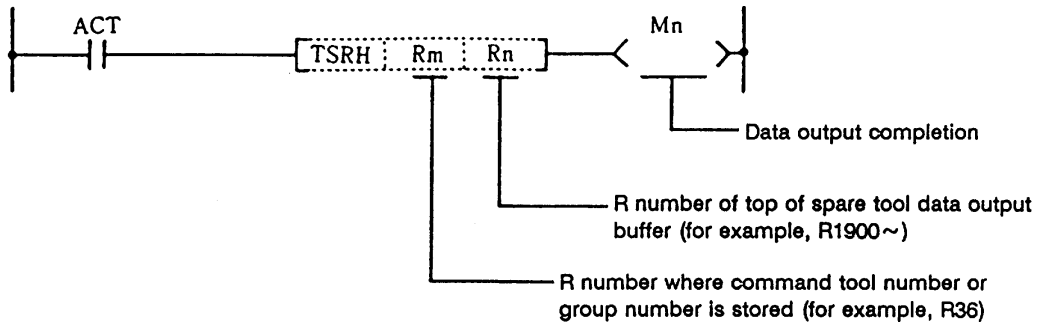 ACT
TSRH Rm Rn
Mn
Data output completion
R number of top of spare tool data output
buffer (for example, R1900~)
R number where command tool number or
group number is stored (for example, R36)